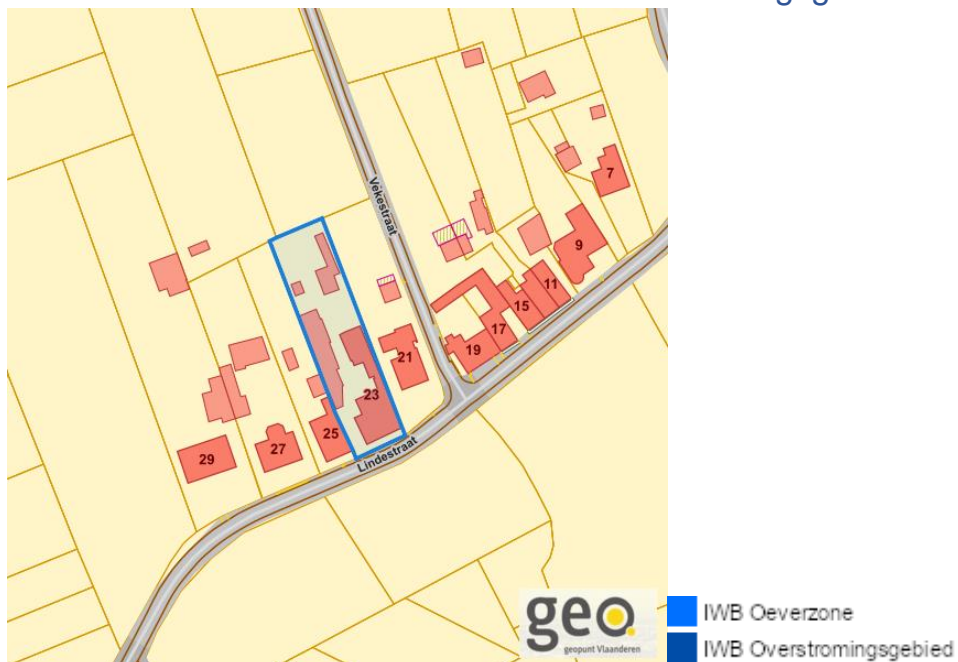 Vekestraat
7
9
11
15
17
19
21
23
25
27
29
Lindestraat
geo
geopunt Vlaanderen
IWB Oeverzone
IWB Overstromingsgebied